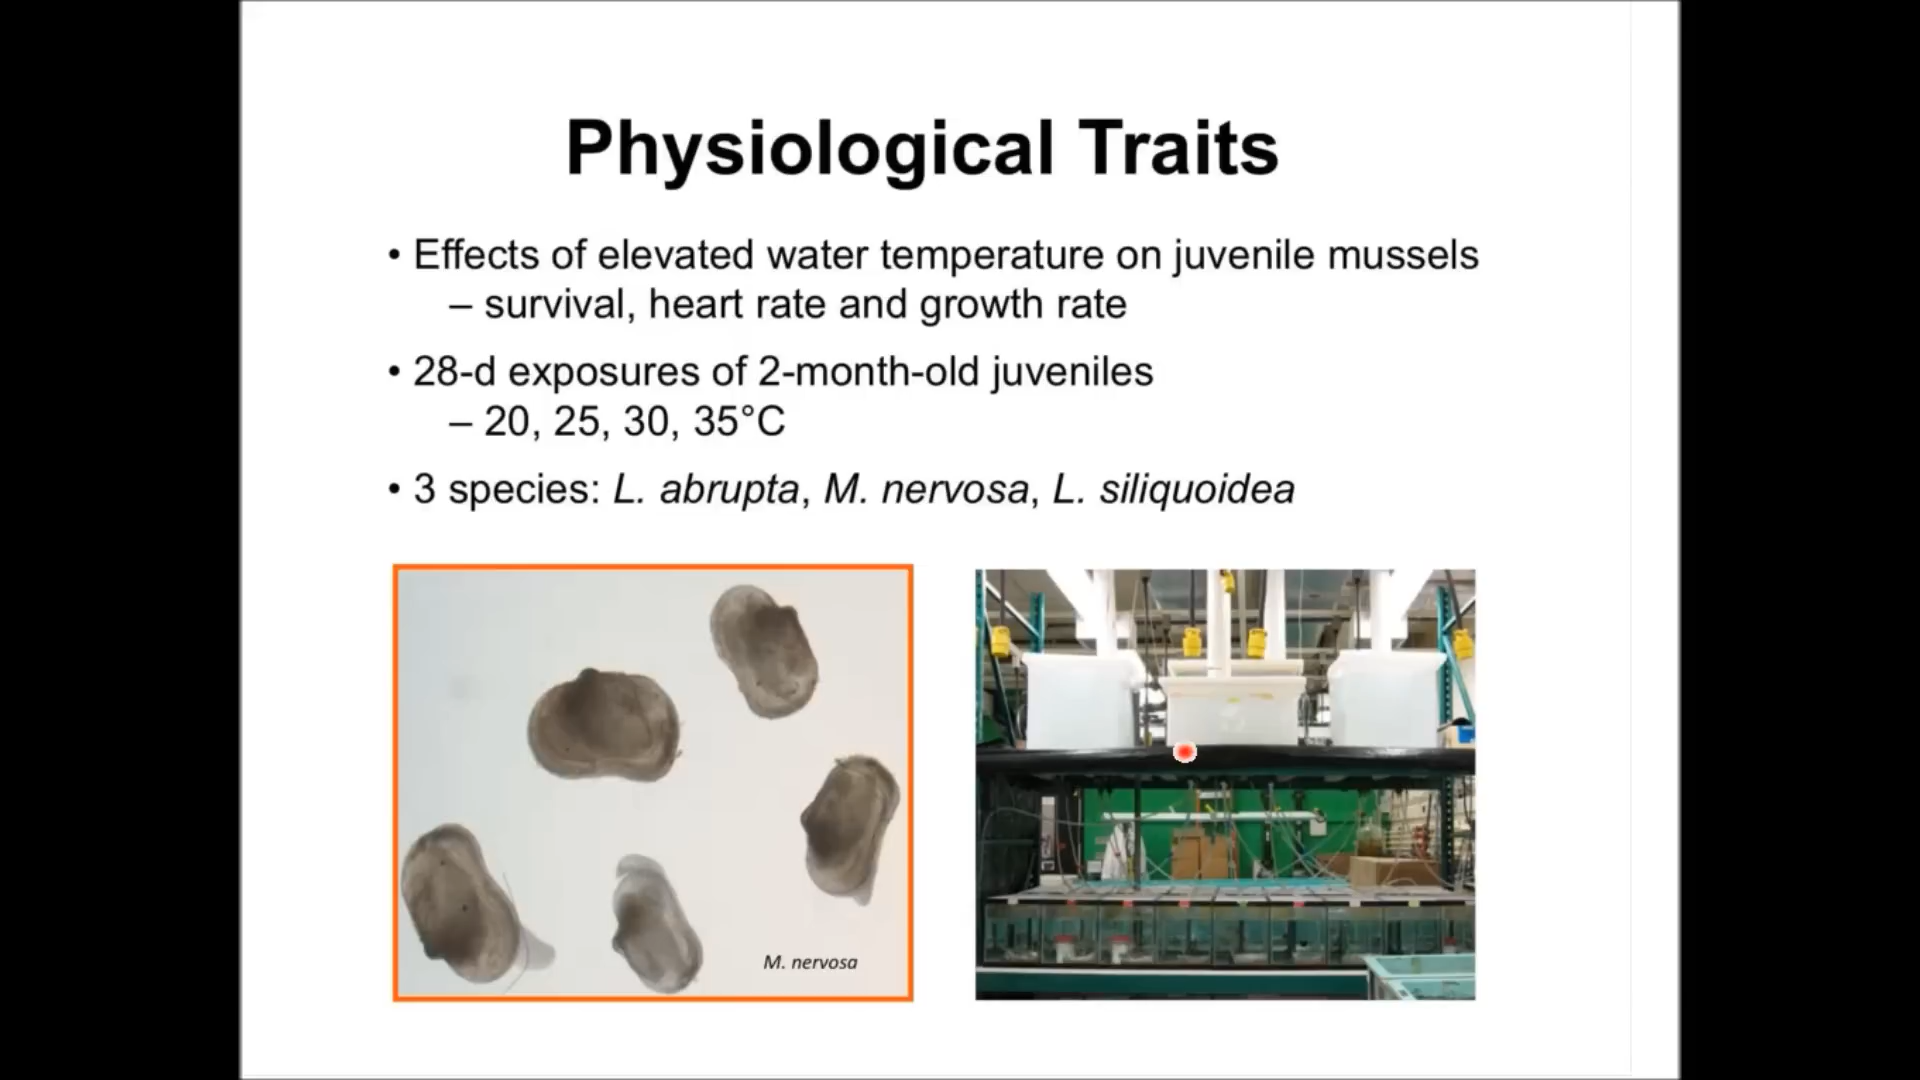 Physiological Traits
• Effects of elevated water temperature on juvenile mussels
– survival, heart rate and growth rate
• 28-d exposures of 2-month-old juveniles
– 20, 25, 30, 35°C
• 3 species: L. abrupta, M. nervosa, L. siliquoidea
M. nervosa